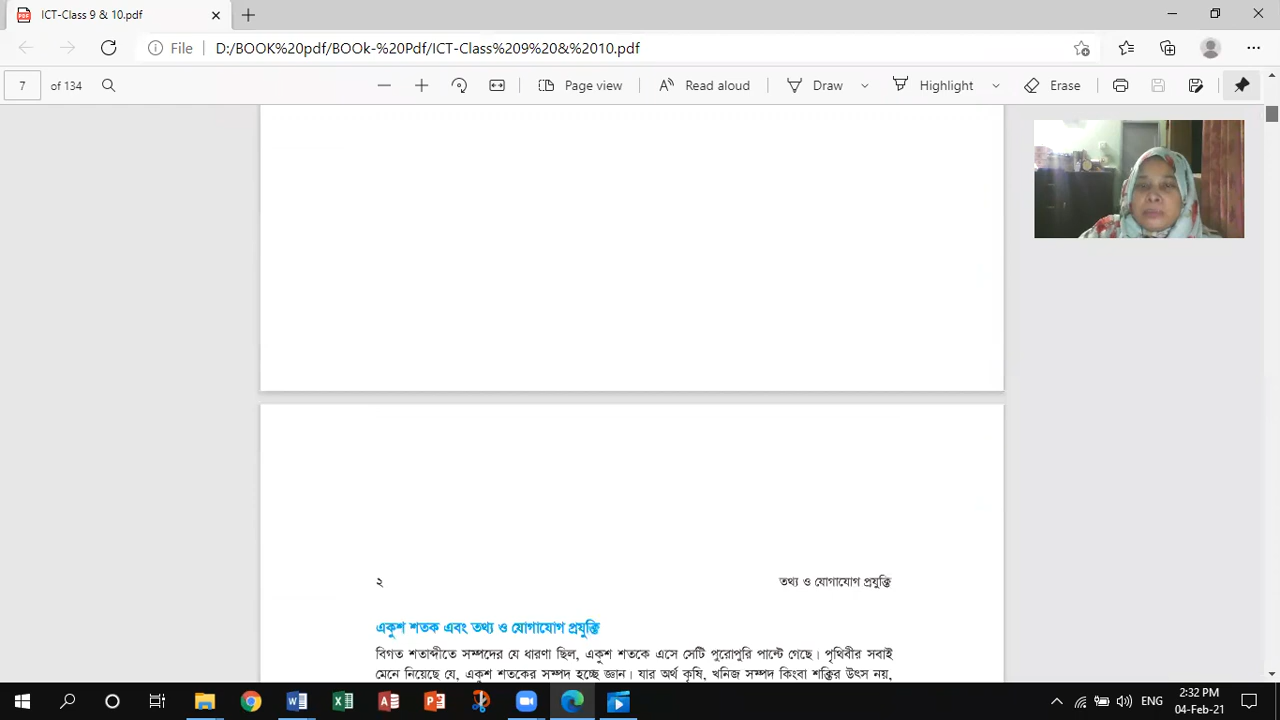 ICT-Class 9 & 10.pdf
File D:/BOOK%20pdf/BOOk-%20Pdf/ICT-Class%209%20&%2010.pdf
7 of 134 Page view Read aloud Draw Highlight Erase
২ তথ্য ও যোগাযোগ প্রযুক্তি
একুশ শতক এবং তথ্য ও যোগাযোগ প্রযুক্তি
বিগত শতাব্দীতে সম্পদের যে ধারণা ছিল, একুশ শতকে এসে সেটি পুরোপুরি পাল্টে গেছে। পৃথিবীর সবাই
মেনে নিয়েছে যে, একুশ শতকের সম্পদ হচ্ছে জ্ঞান। যার অর্থ কৃষি, খনিজ সম্পদ কিংবা শক্তির উৎস নয়,
ENG 2:32 PM
04-Feb-21